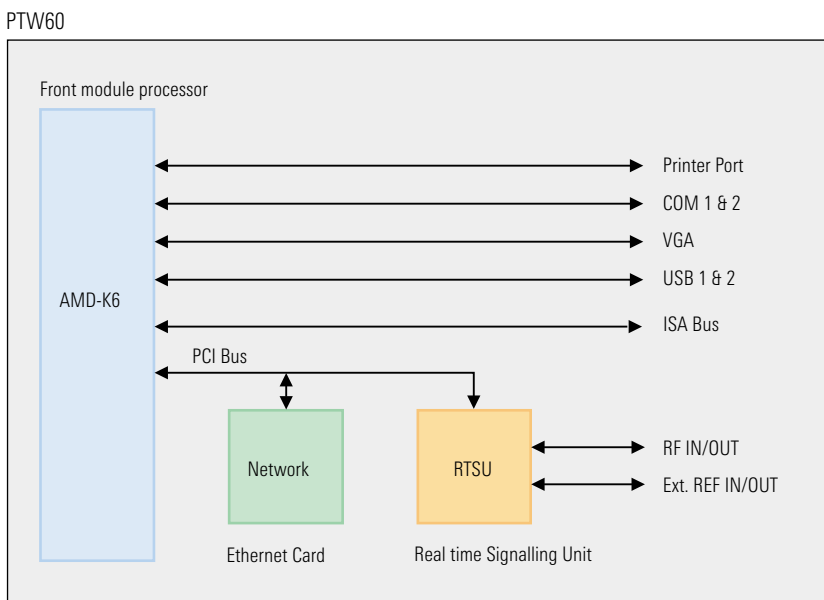 PTW60
Front module processor
Printer Port
COM 1 & 2
VGA
USB 1 & 2
AMD-K6
ISA Bus
PCI Bus
RF IN/OUT
Network
RTSU
Ext. REF IN/OUT
Ethernet Card
Real time Signalling Unit